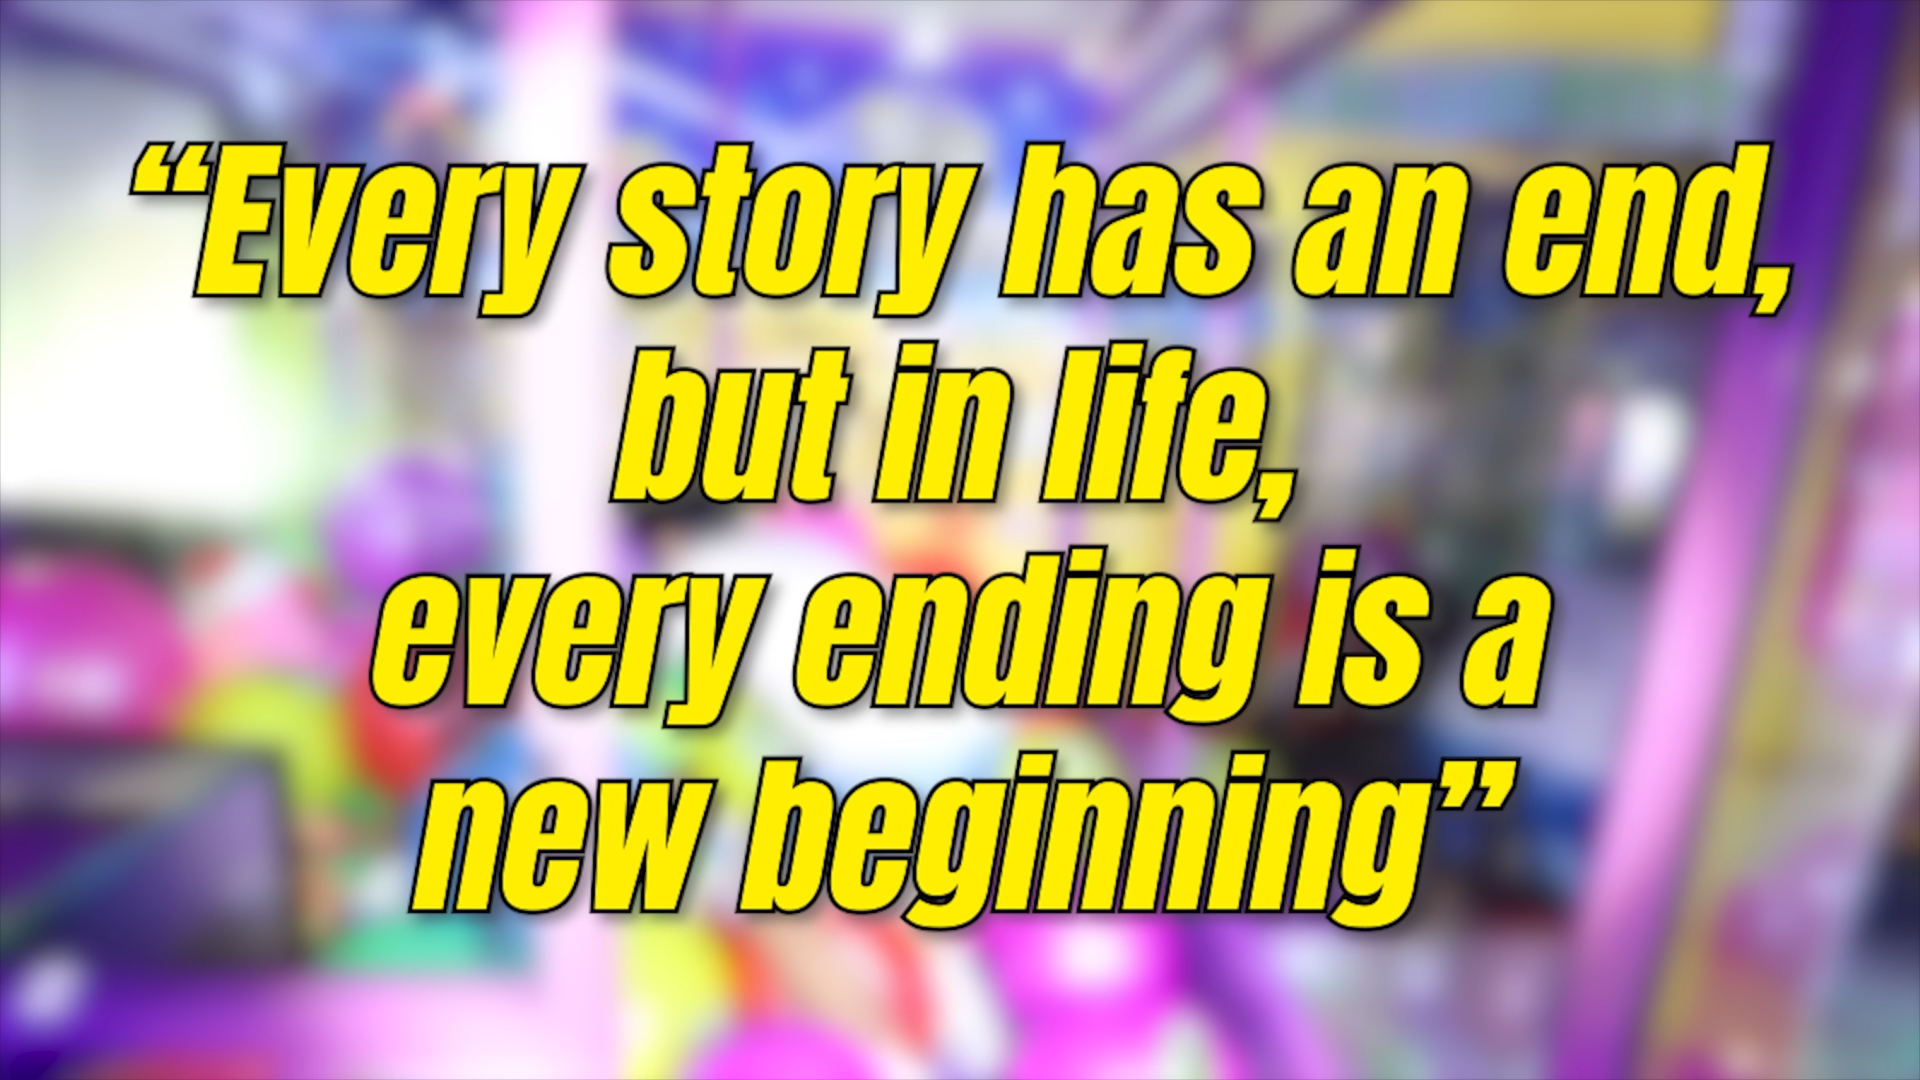 “Every story has an end,
but in life,
every ending is a
new beginning”